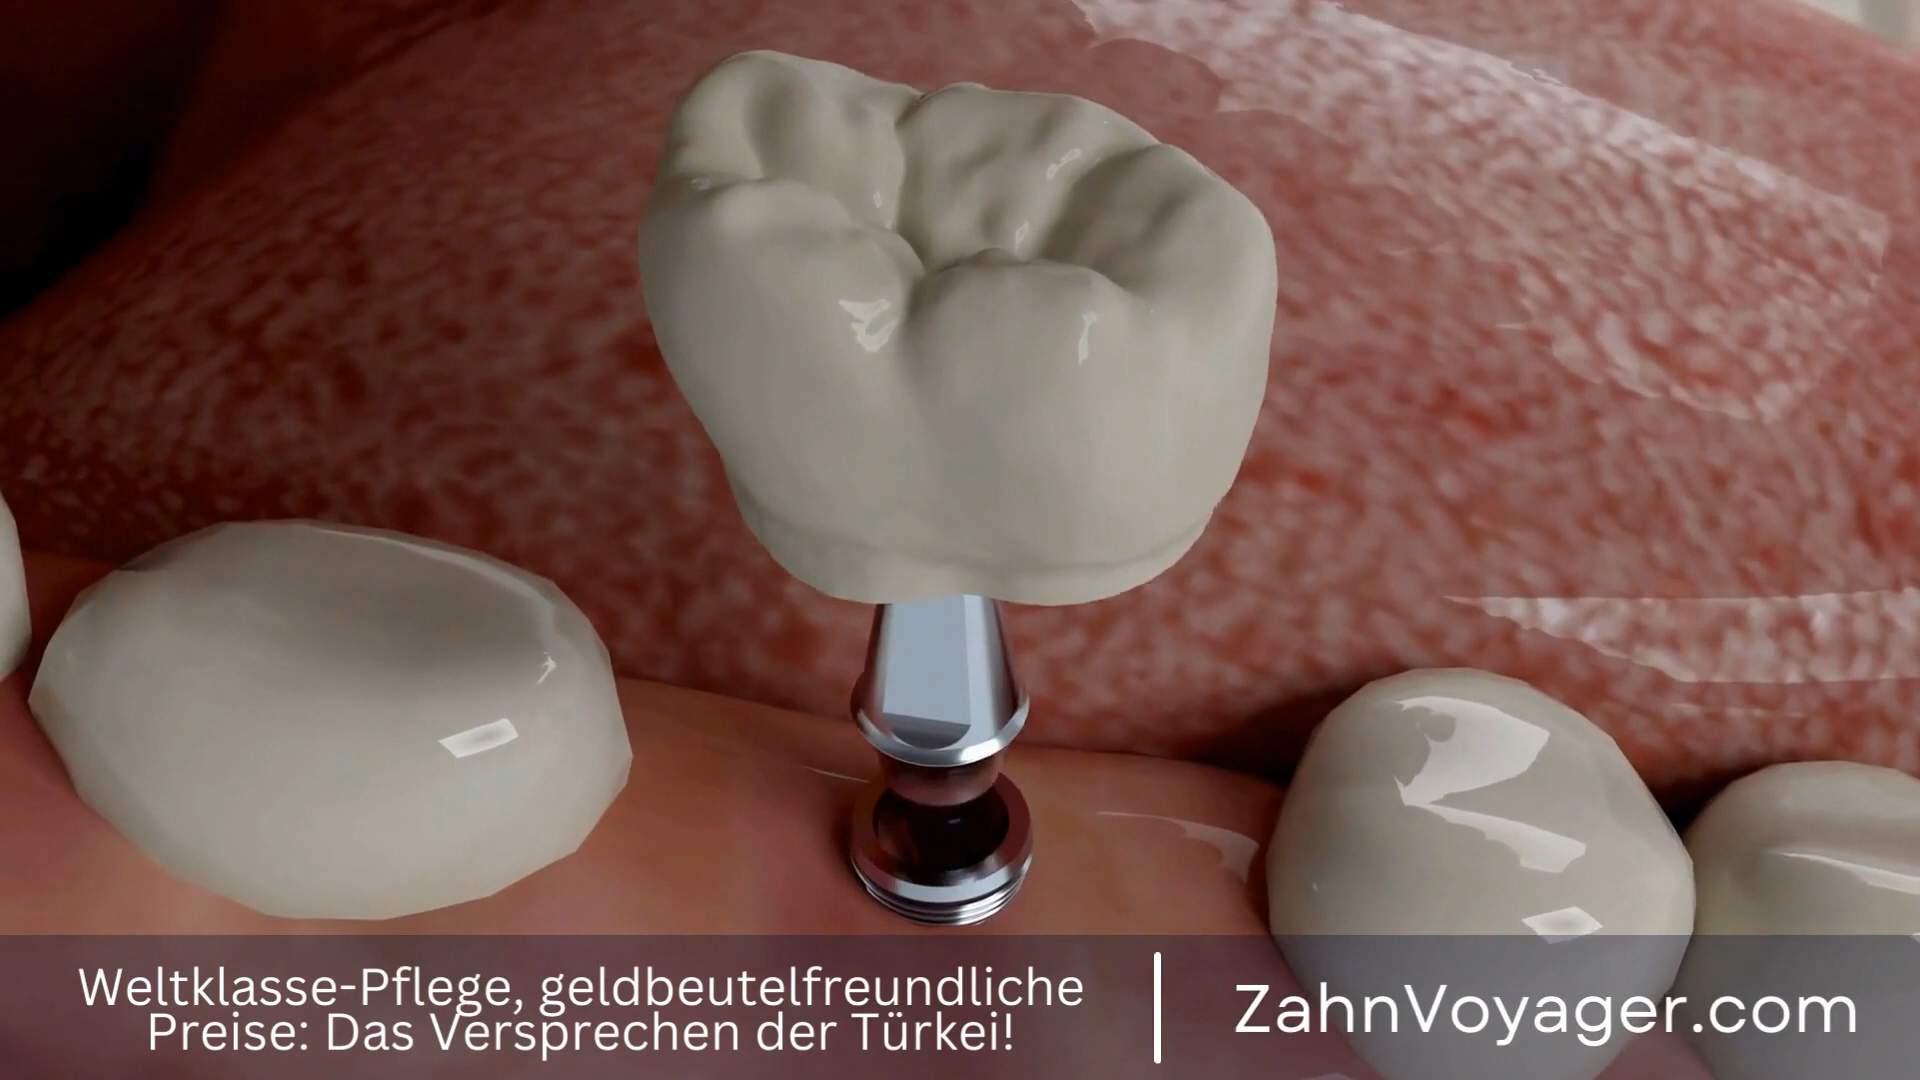 Weltklasse-Pflege, geldbeutelfreundliche
Preise: Das Versprechen der Türkei!
ZahnVoyager.com